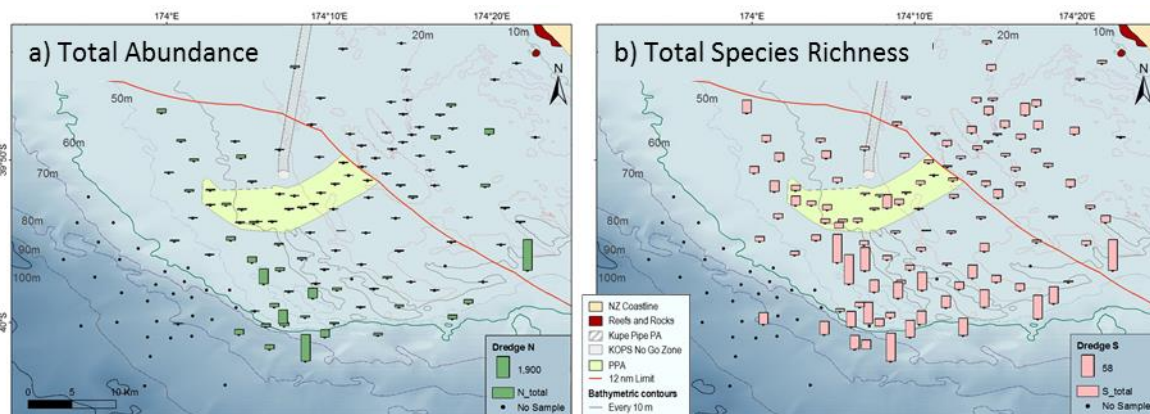 174°E
174°10'E
174°20'E
a) Total Abundance
20m
10m
N
50m
60m
70m
80m
90m
100m
39°50'S
40°S
0 5 10 Km
Dredge N
1,900
N_total
No Sample
174°E
174°10'E
174°20'E
b) Total Species Richness
20m
10m
N
50m
60m
70m
80m
90m
100m
NZ Coastline
Reefs and Rocks
Kupe Pipe PA
KOPS No Go Zone
PPA
12 nm Limit
Bathymetric contours
Every 10 m
Dredge S
58
S_total
No Sample
39°50'S
40°S